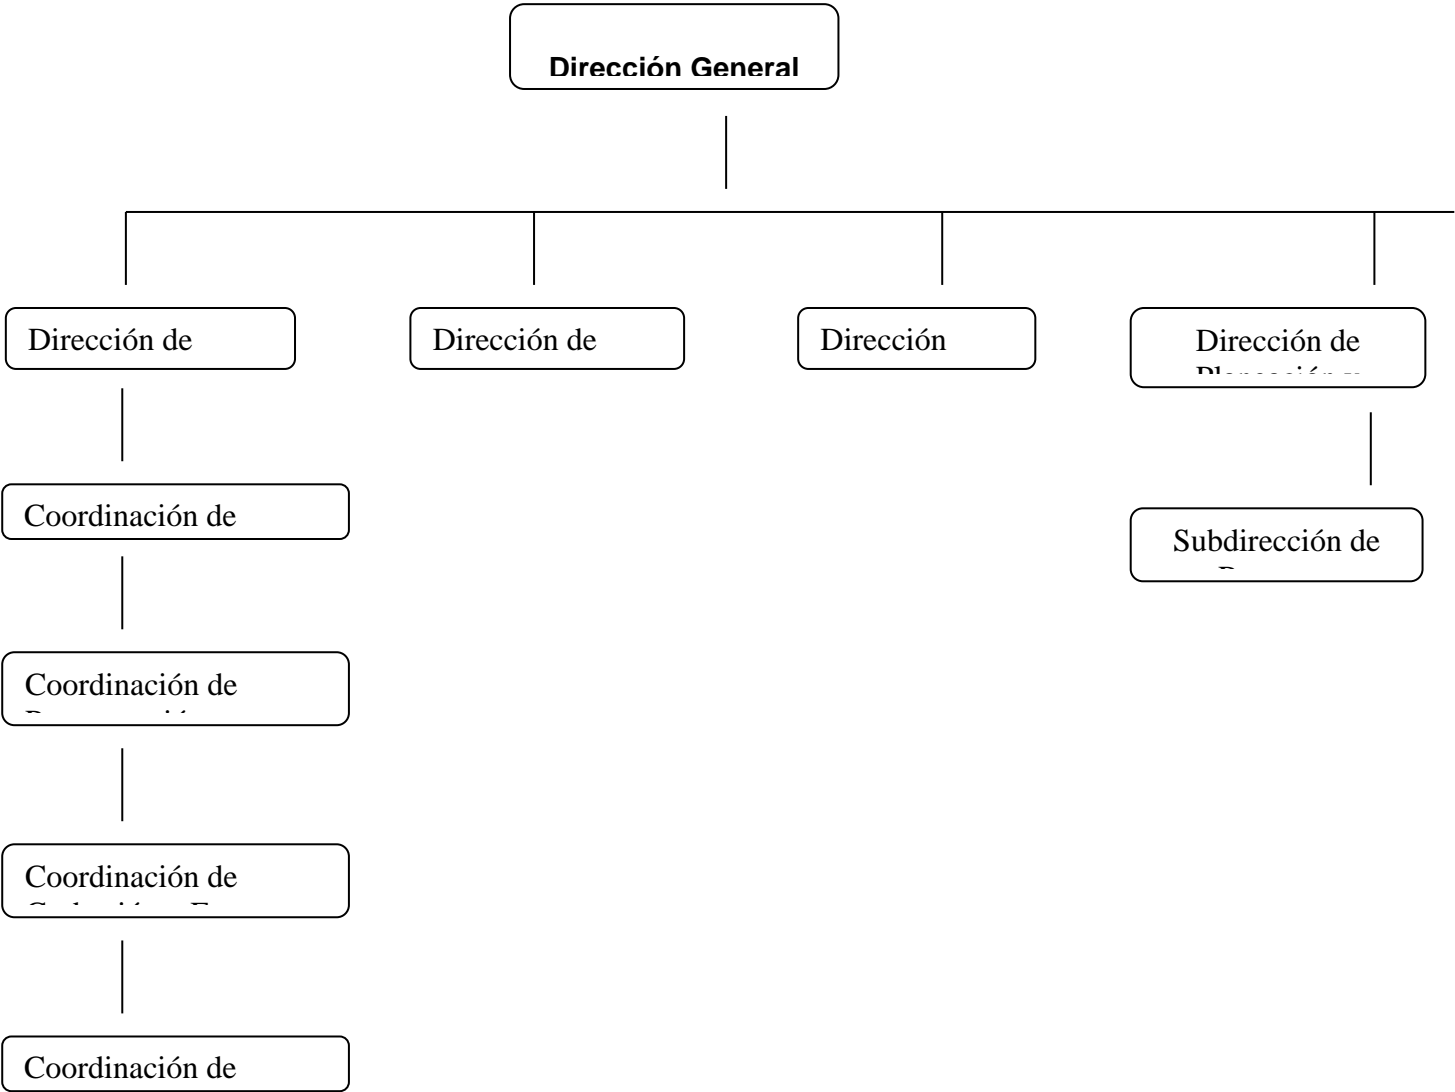 Dirección General
Dirección de
Dirección de
Dirección
Dirección de
Planeación y
Coordinación de
Subdirección de
Coordinación de
Coordinación de
Coordinación de